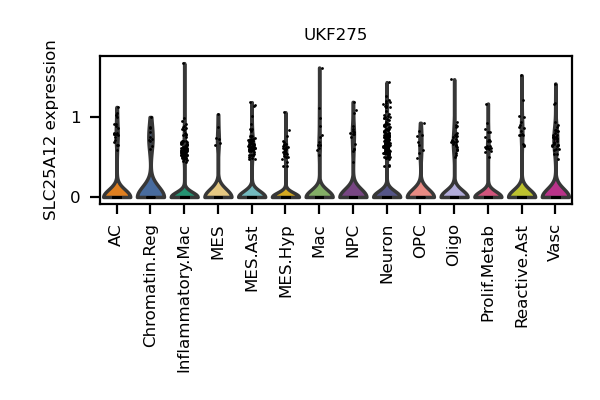 UKF275
SLC25A12 expression
1
0
AC
Chromatin.Reg
Inflammatory.Mac
MES
MES.Ast
MES.Hyp
Mac
NPC
Neuron
OPC
Oligo
Prolif.Metab
Reactive.Ast
Vasc